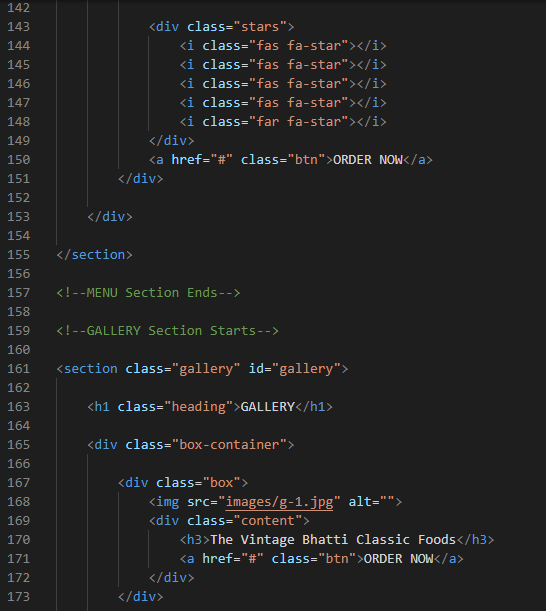 142
143 <div class="stars">
144 <i class="fas fa-star"></i>
145 <i class="fas fa-star"></i>
146 <i class="fas fa-star"></i>
147 <i class="fas fa-star"></i>
148 <i class="far fa-star"></i>
149 </div>
150 <a href="#" class="btn">ORDER NOW</a>
151 </div>
152
153 </div>
154
155 </section>
156
157 <!--MENU Section Ends-->
158
159 <!--GALLERY Section Starts-->
160
161 <section class="gallery" id="gallery">
162
163 <h1 class="heading">GALLERY</h1>
164
165 <div class="box-container">
166
167 <div class="box">
168 <img src="images/g-1.jpg" alt="">
169 <div class="content">
170 <h3>The Vintage Bhatti Classic Foods</h3>
171 <a href="#" class="btn">ORDER NOW</a>
172 </div>
173 </div>